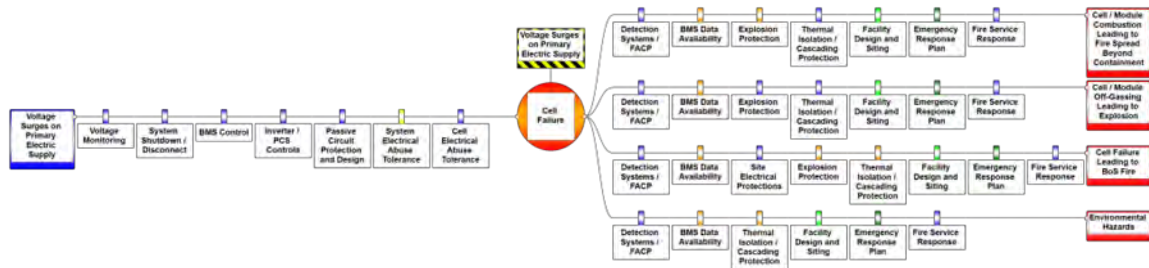 Voltage
Surges on
Primary
Electric
Supply
Voltage
Monitoring
System
Shutdown /
Disconnect
BMS Control
Inverter /
PCS
Controls
Passive
Circuit
Protection
and Design
System
Electrical
Abuse
Tolerance
Cell
Electrical
Abuse
Tolerance
Voltage Surges
on Primary
Electric Supply
Cell
Failure
Detection
Systems /
FACP
BMS Data
Availability
Explosion
Protection
Thermal
Isolation /
Cascading
Protection
Facility
Design and
Siting
Emergency
Response
Plan
Fire Service
Response
Cell / Module
Combustion
Leading to
Fire Spread
Beyond
Containment
Detection
Systems /
FACP
BMS Data
Availability
Explosion
Protection
Thermal
Isolation /
Cascading
Protection
Facility
Design and
Siting
Emergency
Response
Plan
Fire Service
Response
Cell / Module
Off-Gassing
Leading to
Explosion
Detection
Systems /
FACP
BMS Data
Availability
Site
Electrical
Protections
Explosion
Protection
Thermal
Isolation /
Cascading
Protection
Facility
Design and
Siting
Emergency
Response
Plan
Fire Service
Response
Cell Failure
Leading to
BoS Fire
Detection
Systems /
FACP
BMS Data
Availability
Thermal
Isolation /
Cascading
Protection
Facility
Design and
Siting
Emergency
Response
Plan
Fire Service
Response
Environmental
Hazards